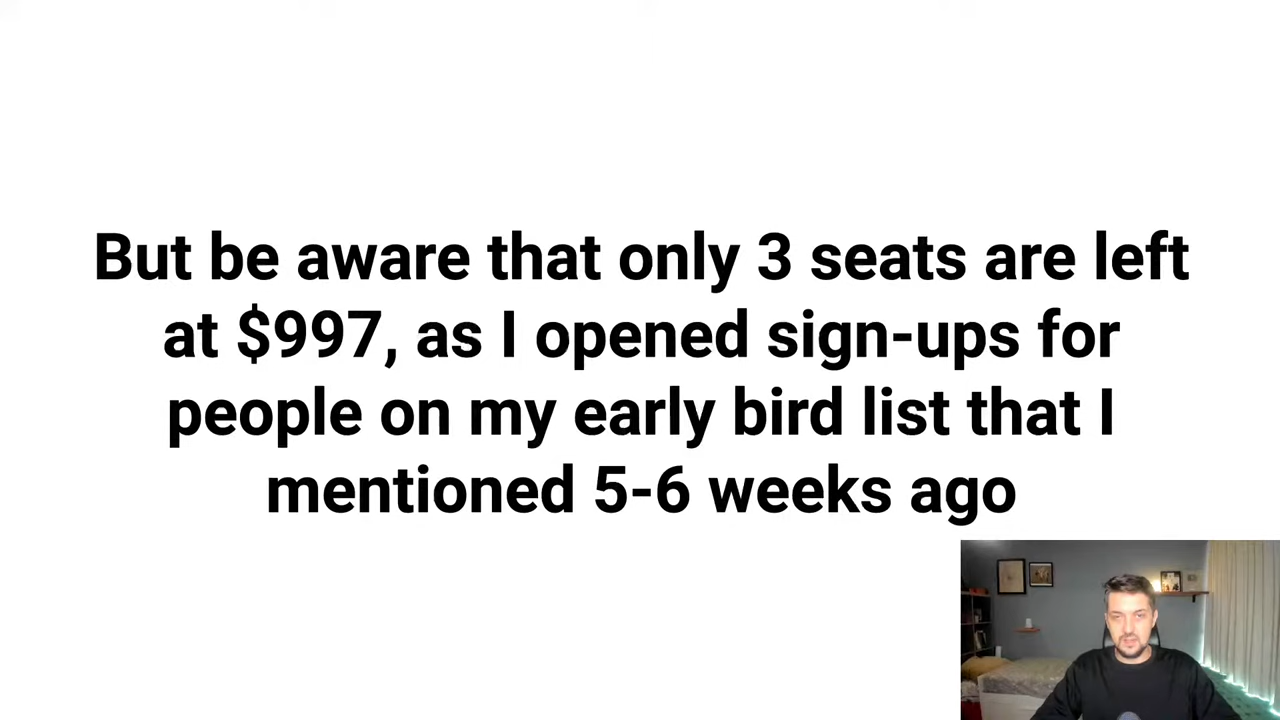 But be aware that only 3 seats are left
at $997, as I opened sign-ups for
people on my early bird list that I
mentioned 5-6 weeks ago